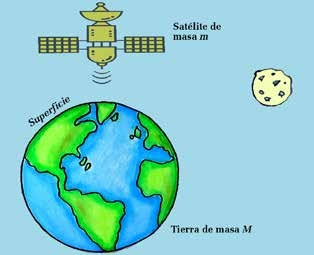 Satélite de
masa m
Superficie
Tierra de masa M